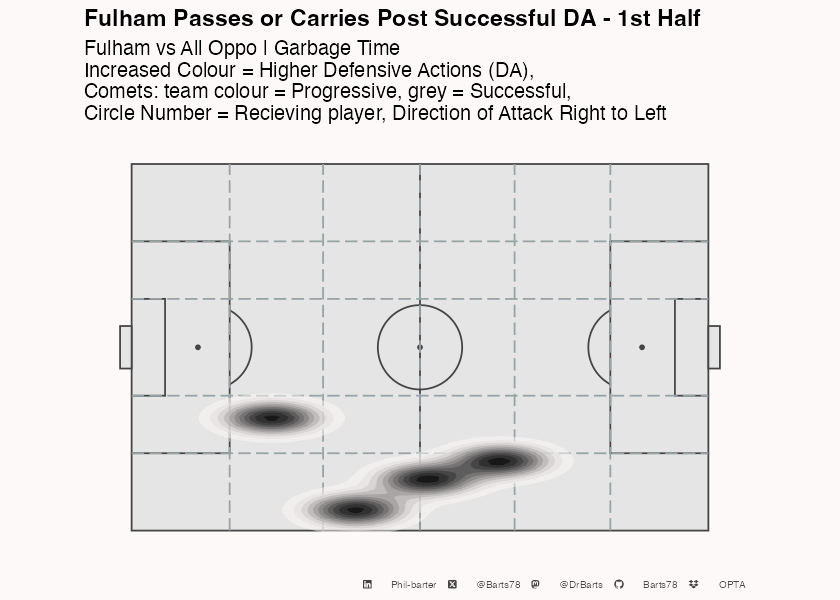 Fulham Passes or Carries Post Successful DA - 1st Half
Fulham vs All Oppo | Garbage Time
Increased Colour = Higher Defensive Actions (DA),
Comets: team colour = Progressive, grey = Successful,
Circle Number = Recieving player, Direction of Attack Right to Left
Phil-barter @Barts78 @DrBarts Barts78 OPTA